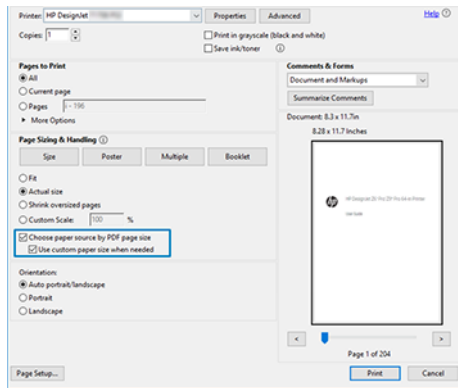 Printer: HP DesignJet Properties Advanced Help
Copies: 1 Print in grayscale (black and white)
Save ink/toner
Pages to Print
All
Current page
Pages i - 196
More Options
Page Sizing & Handling
Size Poster Multiple Booklet
Fit
Actual size
Shrink oversized pages
Custom Scale: 100 %
Choose paper source by PDF page size
Use custom paper size when needed
Orientation:
Auto portrait/landscape
Portrait
Landscape
Comments & Forms
Document and Markups
Summarize Comments
Document: 8.3 x 11.7in
8.28 x 11.7 Inches
hp
User Guide
< >
Page 1 of 204
Page Setup... Print Cancel